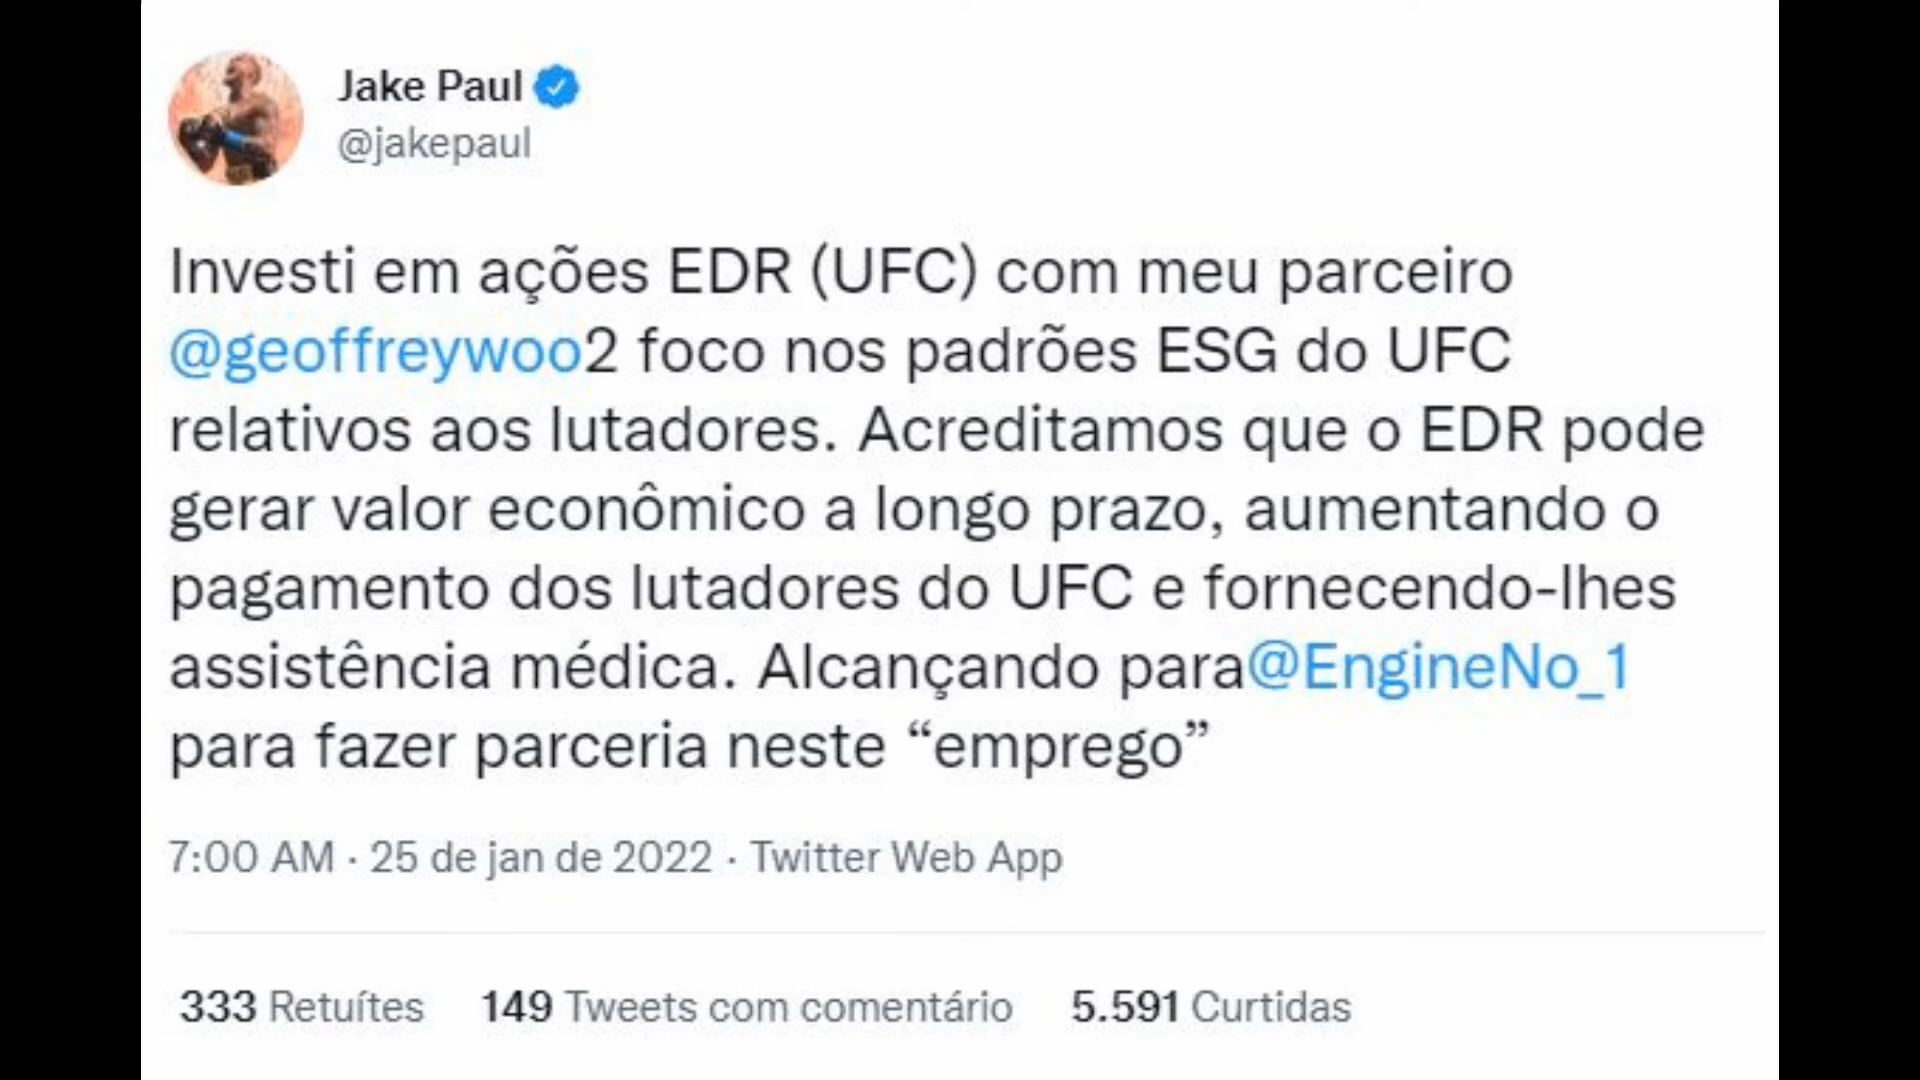 Jake Paul
@jakepaul
Investi em ações EDR (UFC) com meu parceiro
@geoffreywoo2 foco nos padrões ESG do UFC
relativos aos lutadores. Acreditamos que o EDR pode
gerar valor econômico a longo prazo, aumentando o
pagamento dos lutadores do UFC e fornecendo-lhes
assistência médica. Alcançando para@EngineNo_1
para fazer parceria neste “emprego”
7:00 AM · 25 de jan de 2022 · Twitter Web App
333 Retuítes 149 Tweets com comentário 5.591 Curtidas